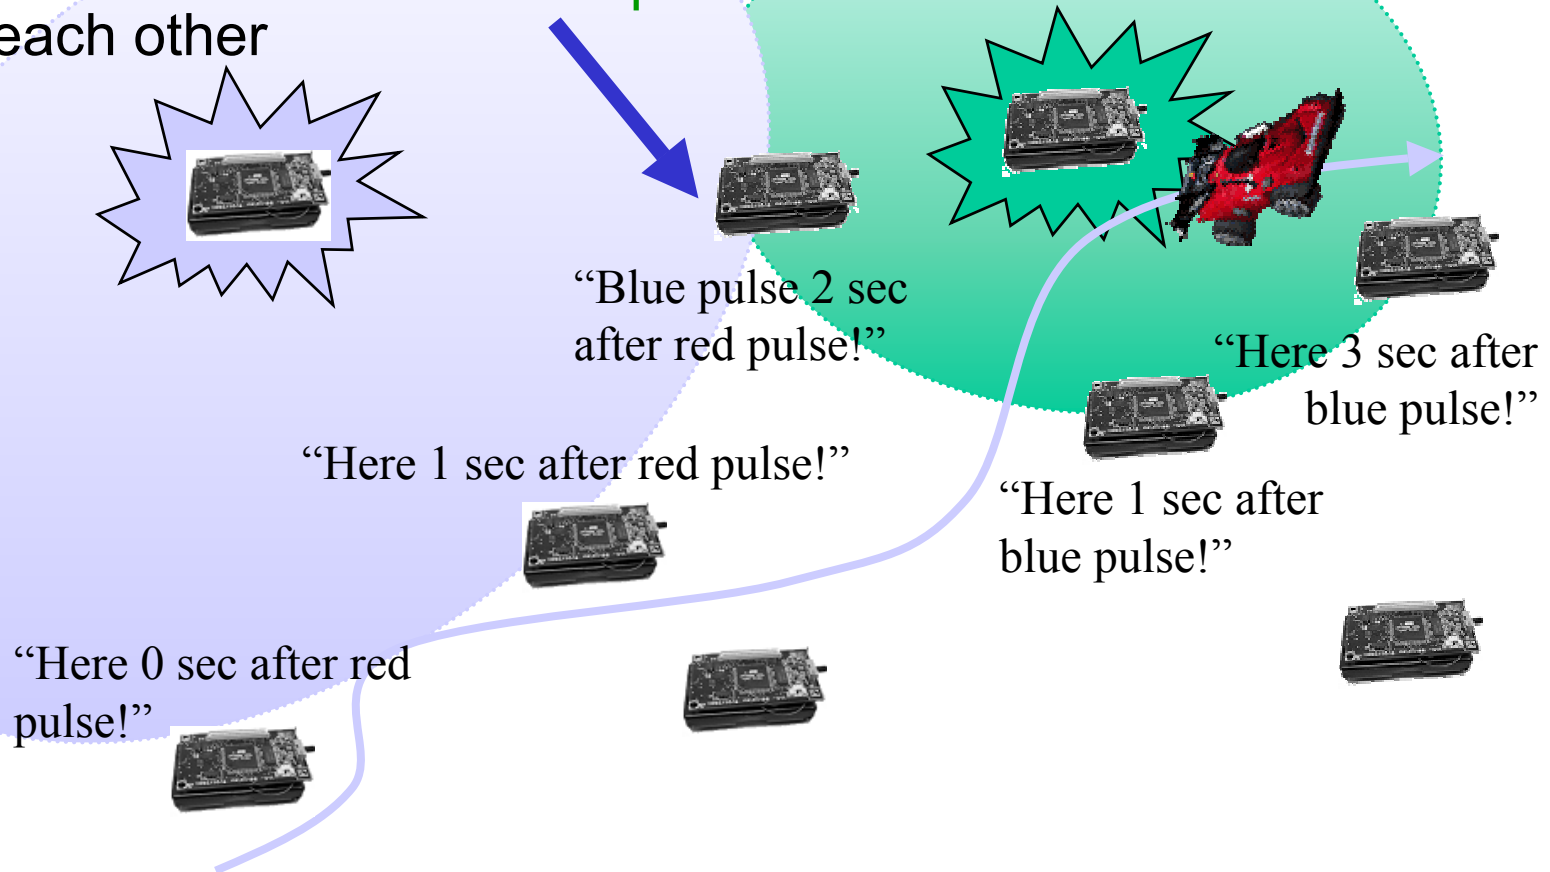 each other
“Blue pulse 2 sec
after red pulse!”
“Here 3 sec after
blue pulse!”
“Here 1 sec after red pulse!”
“Here 1 sec after
blue pulse!”
“Here 0 sec after red
pulse!”